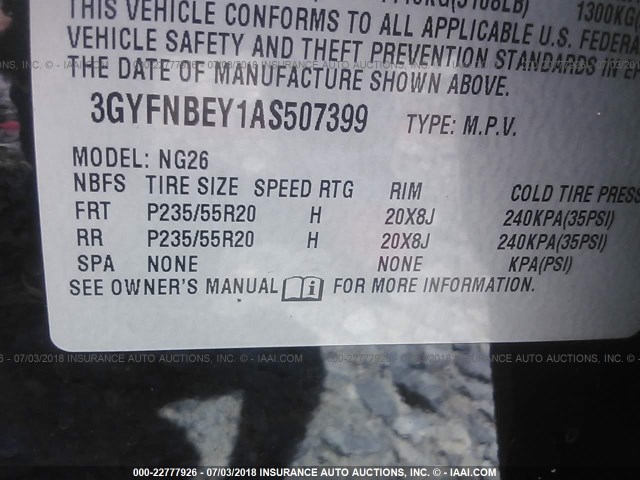 (5108LB) 1300KG
THIS VEHICLE CONFORMS TO ALL APPLICABLE U.S. FEDERA
VEHICLE SAFETY AND THEFT PREVENTION STANDARDS IN E
THE DATE OF MANUFACTURE SHOWN ABOVE.
3GYFNBEY1AS507399 TYPE: M.P.V.
MODEL: NG26
NBFS TIRE SIZE SPEED RTG RIM COLD TIRE PRESS
FRT P235/55R20 H 20X8J 240KPA(35PSI)
RR P235/55R20 H 20X8J 240KPA(35PSI)
SPA NONE NONE KPA(PSI)
SEE OWNER'S MANUAL i FOR MORE INFORMATION.
000-22777926 - 07/03/2018 INSURANCE AUTO AUCTIONS, INC. © - IAAI.COM